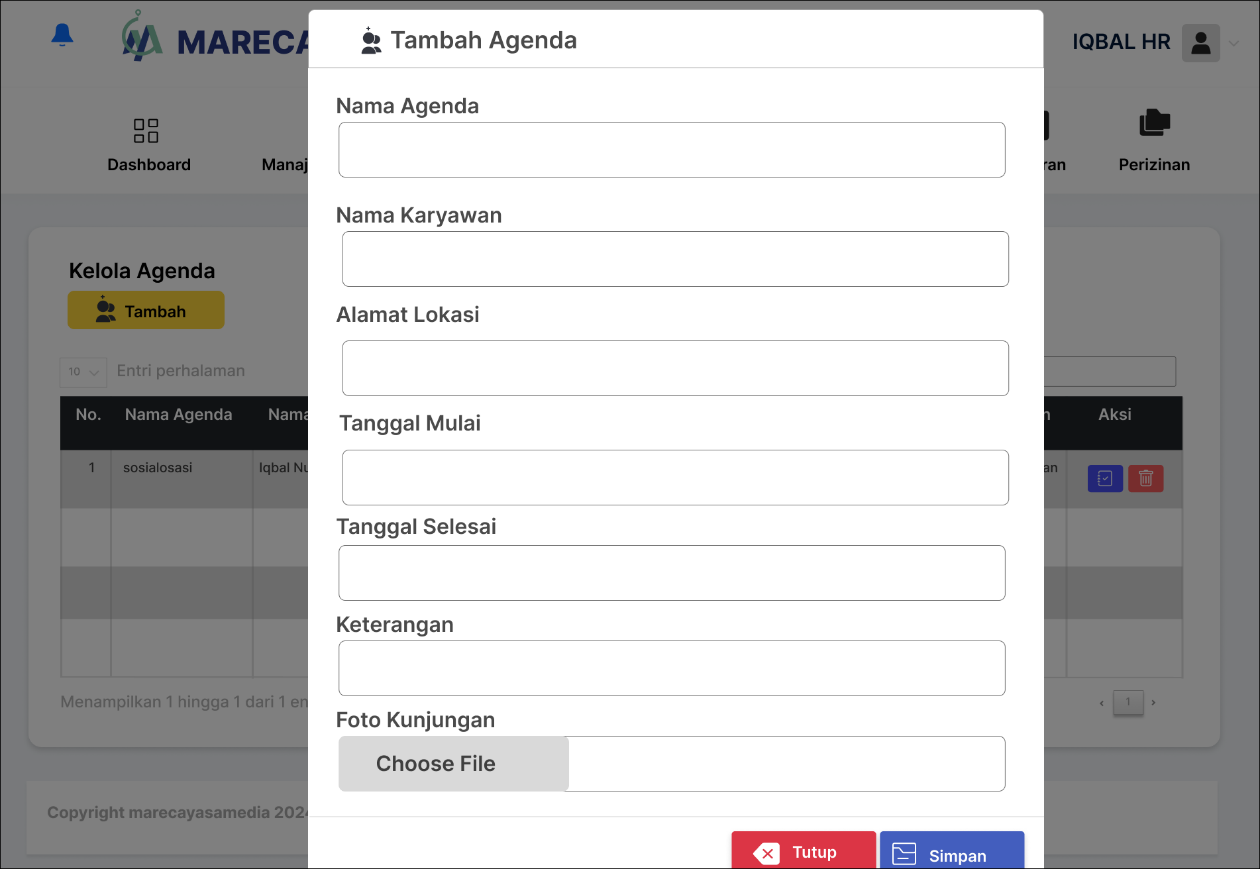 MARECA
IQBAL HR
Tambah Agenda
Dashboard
Manaj
ran
Perizinan
Nama Agenda
Nama Karyawan
Alamat Lokasi
Tanggal Mulai
Tanggal Selesai
Keterangan
Foto Kunjungan
Choose File
Tutup
Simpan
Kelola Agenda
Tambah
10
Entri perhalaman
No. Nama Agenda Nama n Aksi
1 sosialosasi Iqbal Nu an
Menampilkan 1 hingga 1 dari 1 en
‹ 1 ›
Copyright marecayasamedia 2024